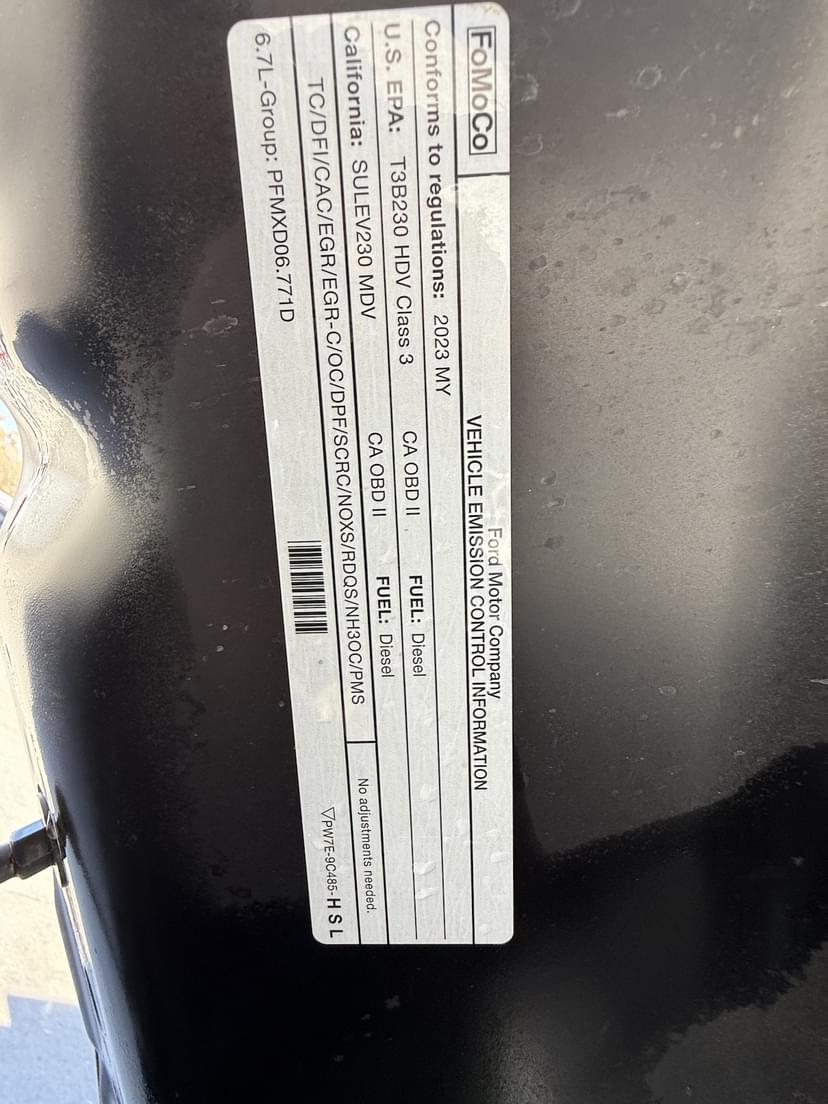 FoMoCo
Ford Motor Company
VEHICLE EMISSION CONTROL INFORMATION
Conforms to regulations: 2023 MY
U.S. EPA: T3B230 HDV Class 3 CA OBD II FUEL: Diesel
California: SULEV230 MDV CA OBD II FUEL: Diesel
TC/DFI/CAC/EGR/EGR-C/OC/DPF/SCRC/NOXS/RDQS/NH3OC/PMS
No adjustments needed.
6.7L-Group: PFMXD06.771D
▽PW7E-9C485-HSL